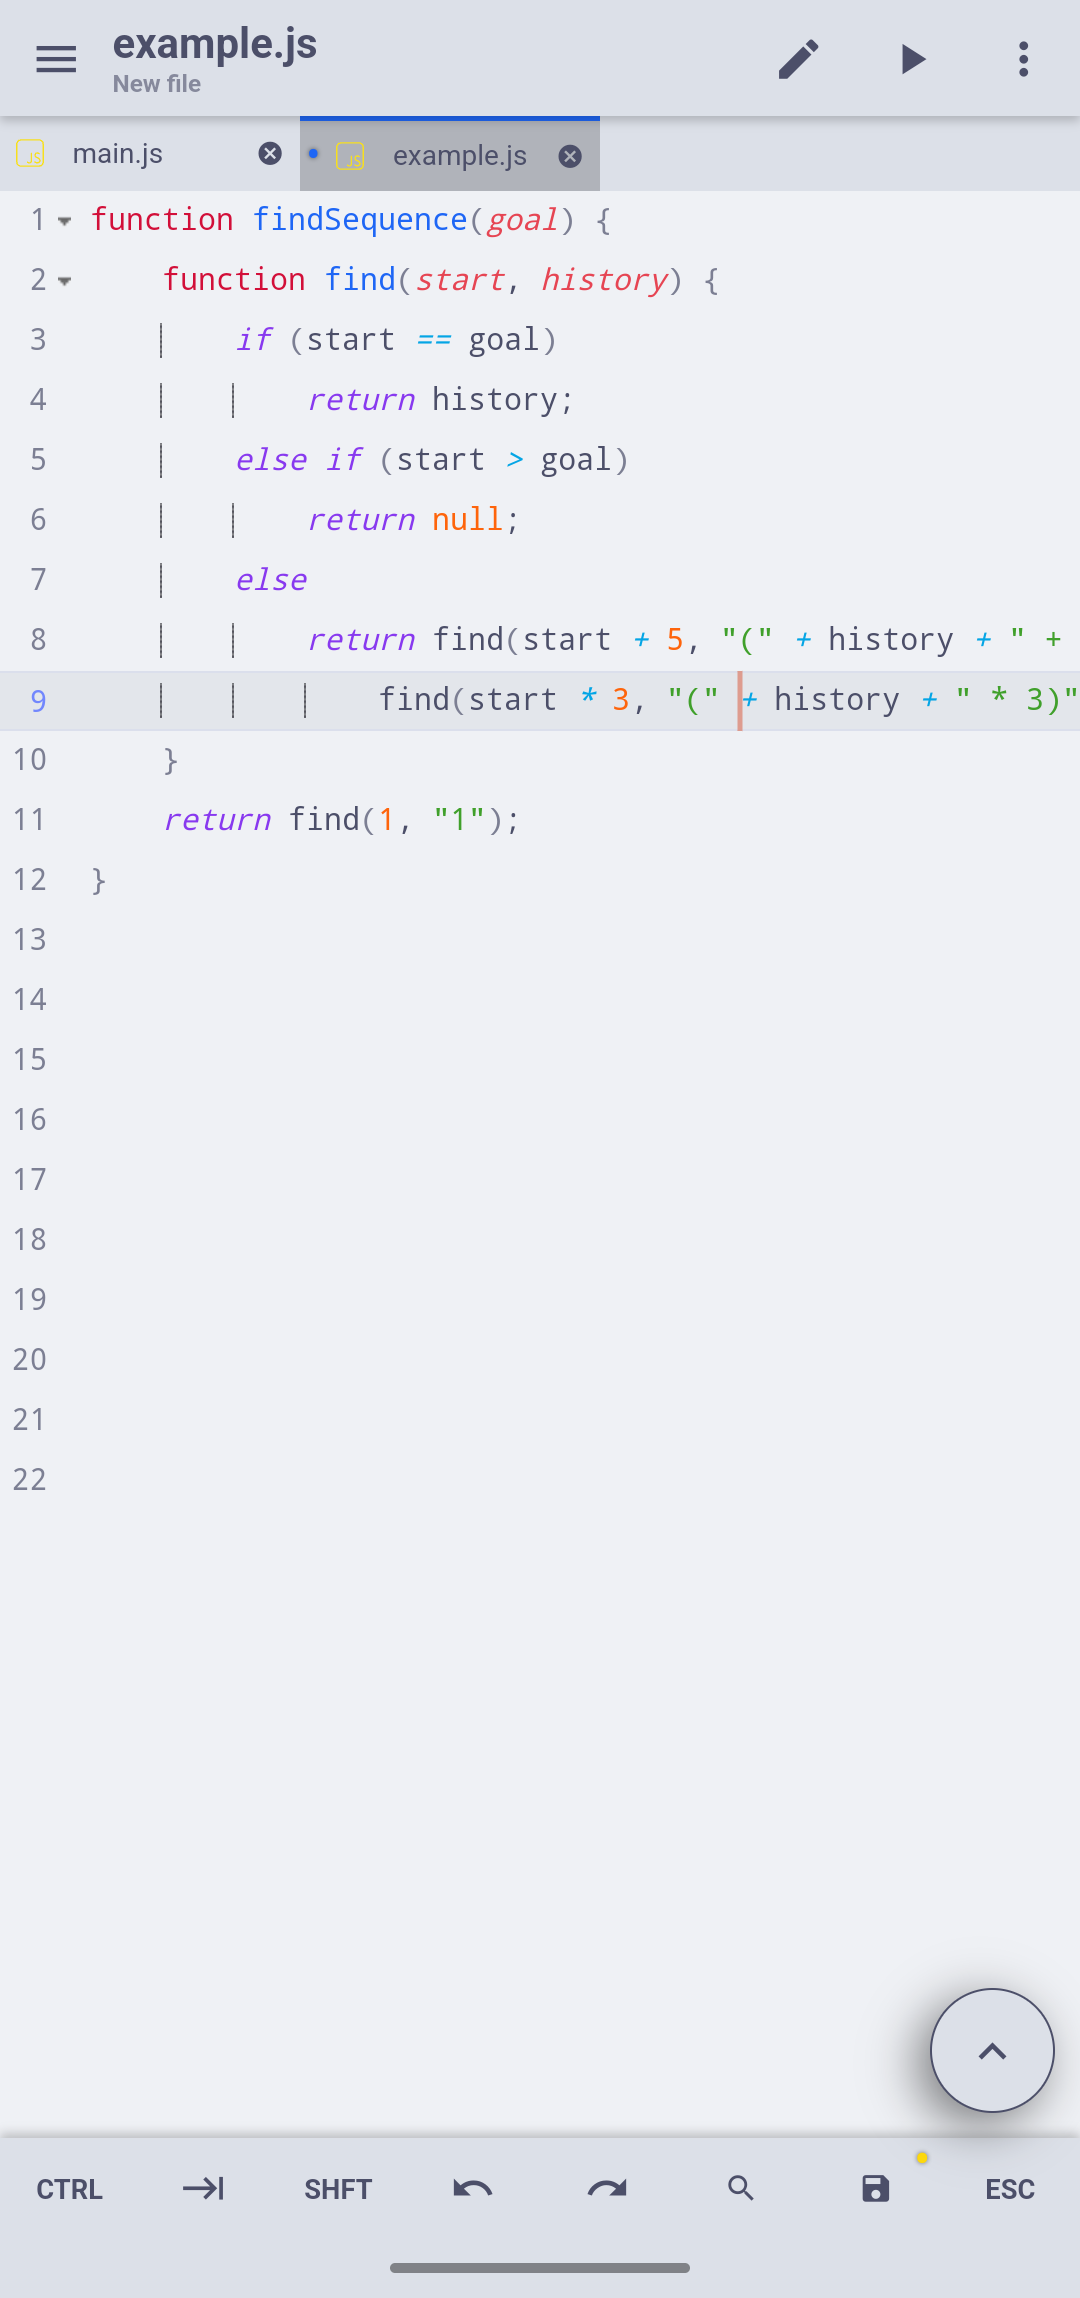 example.js
New file
main.js
example.js
1 function findSequence(goal) {
2     function find(start, history) {
3         if (start == goal)
4             return history;
5         else if (start > goal)
6             return null;
7         else
8             return find(start + 5, "(" + history + " +
9                 find(start * 3, "(" + history + " * 3)"
10     }
11     return find(1, "1");
12 }
13
14
15
16
17
18
19
20
21
22
CTRL SHFT ESC